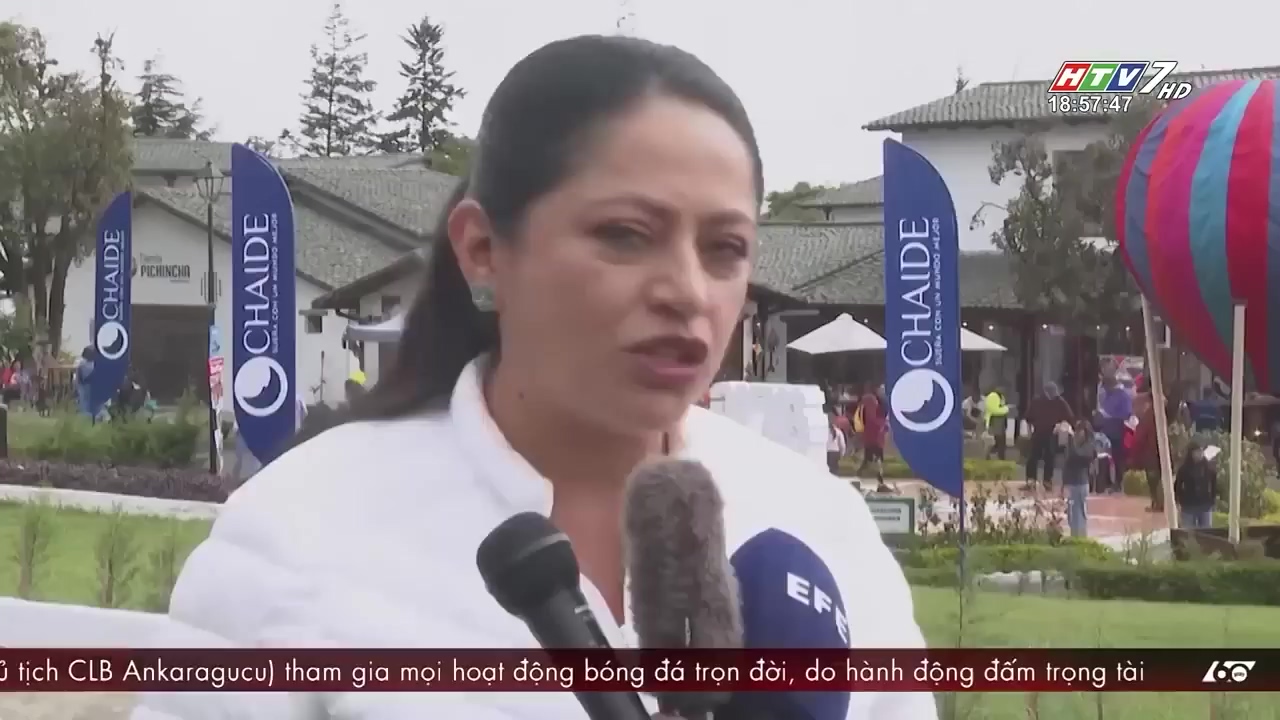 HTV7 HD
18:57:47
PICHINCHA
CHAIDE
CHAIDE
SUEÑA CON UN MUNDO MEJOR
CHAIDE
SUEÑA CON UN MUNDO MEJOR
EFE
ủ tịch CLB Ankaragucu) tham gia mọi hoạt động bóng đá trọn đời, do hành động đấm trọng tài
60